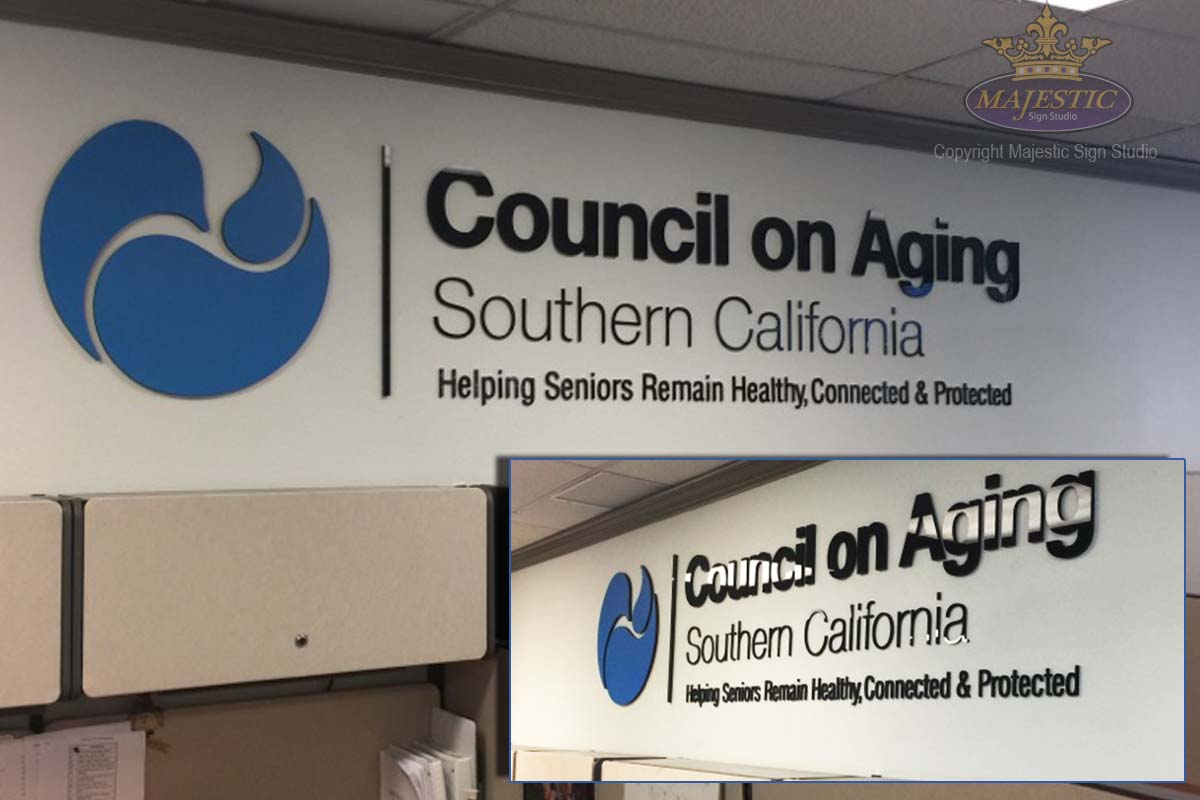 MAJESTIC
Sign Studio
Copyright Majestic Sign Studio
Council on Aging
Southern California
Helping Seniors Remain Healthy, Connected & Protected
Council on Aging
Southern California
Helping Seniors Remain Healthy, Connected & Protected